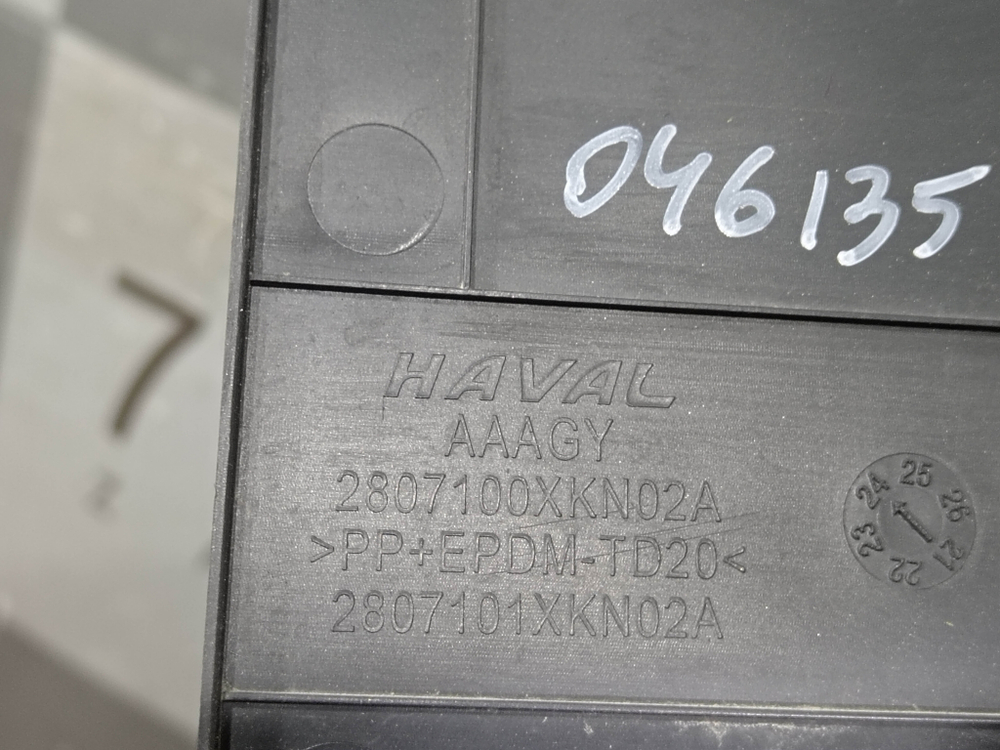 046135
7
HAVAL
AAAGY
2807100XKN02A
>PP+EPDM-TD20<
2807101XKN02A
21 22 23 24 25 26